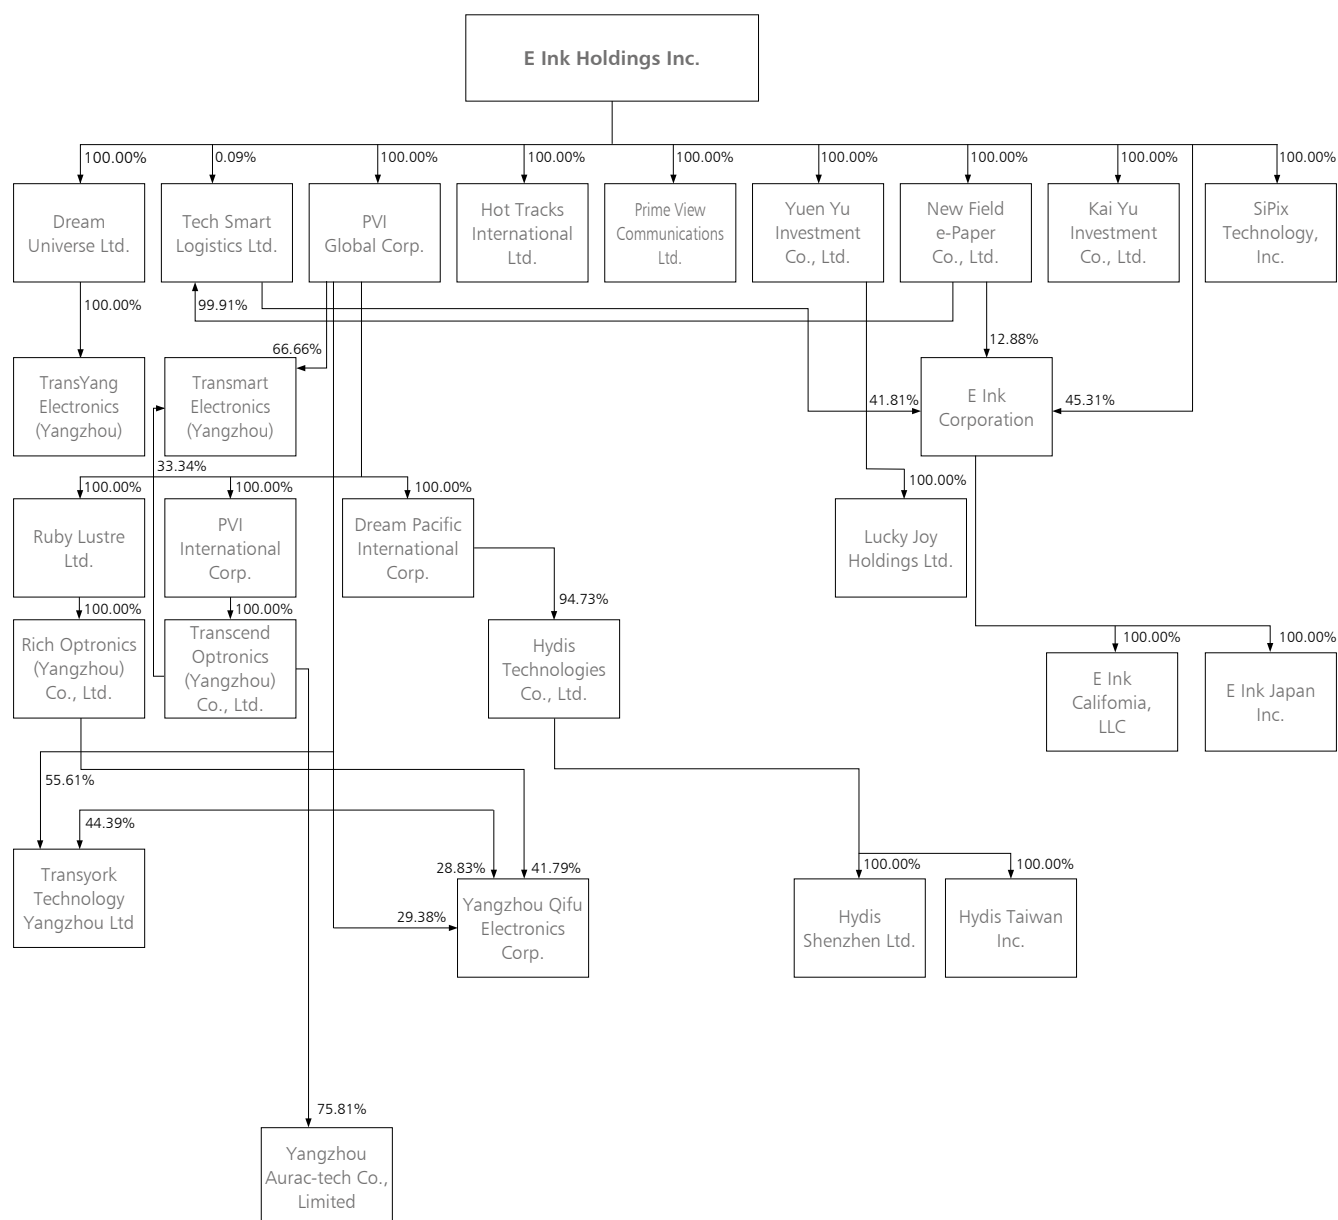 E Ink Holdings Inc.
100.00%
0.09%
100.00%
100.00%
100.00%
100.00%
100.00%
100.00%
100.00%
Dream
Universe Ltd.
Tech Smart
Logistics Ltd.
PVI
Global Corp.
Hot Tracks
International
Ltd.
Prime View
Communications
Ltd.
Yuen Yu
Investment
Co., Ltd.
New Field
e-Paper
Co., Ltd.
Kai Yu
Investment
Co., Ltd.
SiPix
Technology,
Inc.
100.00%
99.91%
66.66%
12.88%
TransYang
Electronics
(Yangzhou)
Transmart
Electronics
(Yangzhou)
41.81%
E Ink
Corporation
45.31%
33.34%
100.00%
100.00%
100.00%
100.00%
Ruby Lustre
Ltd.
PVI
International
Corp.
Dream Pacific
International
Corp.
Lucky Joy
Holdings Ltd.
100.00%
100.00%
94.73%
Rich Optronics
(Yangzhou)
Co., Ltd.
Transcend
Optronics
(Yangzhou)
Co., Ltd.
Hydis
Technologies
Co., Ltd.
100.00%
100.00%
E Ink
Califomia,
LLC
E Ink Japan
Inc.
55.61%
44.39%
28.83%
41.79%
100.00%
100.00%
Transyork
Technology
Yangzhou Ltd
29.38%
Yangzhou Qifu
Electronics
Corp.
Hydis
Shenzhen Ltd.
Hydis Taiwan
Inc.
75.81%
Yangzhou
Aurac-tech Co.,
Limited